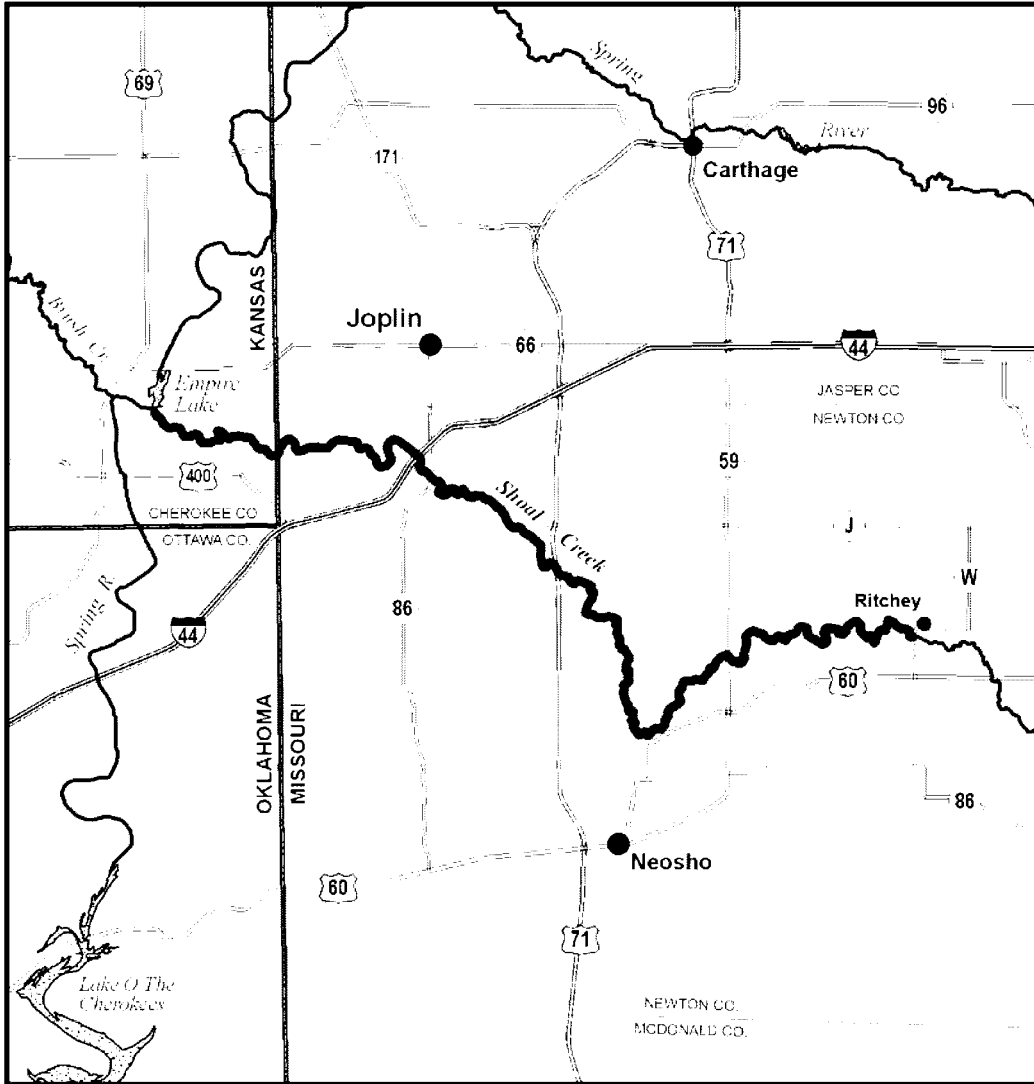 Spring
69
96
River
171
Carthage
71
KANSAS
Brush Cr.
Joplin
66
44
Empire
Lake
JASPER CO
NEWTON CO
59
400
Shoal
Creek
CHEROKEE CO
OTTAWA CO.
J
W
Spring R.
86
Ritchey
44
60
OKLAHOMA
MISSOURI
86
Neosho
60
71
Lake O The
Cherokees
NEWTON CO.
MCDONALD CO.